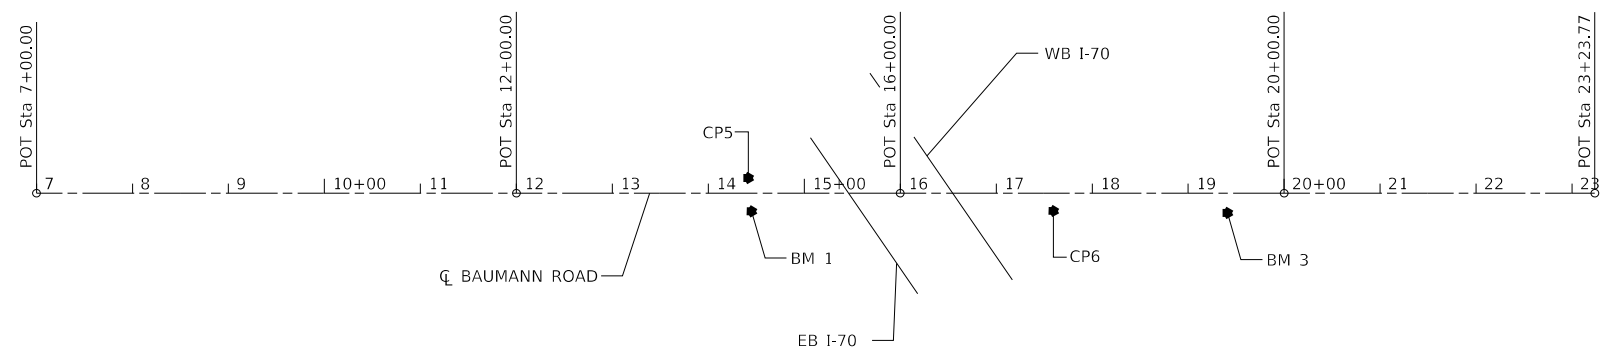 POT Sta 7+00.00
POT Sta 12+00.00
POT Sta 16+00.00
POT Sta 20+00.00
POT Sta 23+23.77
WB I-70
CP5
7 8 9 10+00 11 12 13 14 15+00 16 17 18 19 20+00 21 22 23
BM 1
CP6
BM 3
℄ BAUMANN ROAD
EB I-70